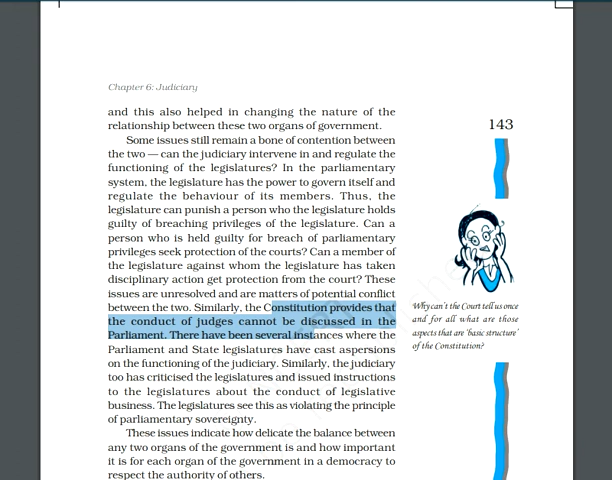 Chapter 6: Judiciary
143
and this also helped in changing the nature of the
relationship between these two organs of government.
Some issues still remain a bone of contention between
the two — can the judiciary intervene in and regulate the
functioning of the legislatures? In the parliamentary
system, the legislature has the power to govern itself and
regulate the behaviour of its members. Thus, the
legislature can punish a person who the legislature holds
guilty of breaching privileges of the legislature. Can a
person who is held guilty for breach of parliamentary
privileges seek protection of the courts? Can a member of
the legislature against whom the legislature has taken
disciplinary action get protection from the court? These
issues are unresolved and are matters of potential conflict
between the two. Similarly, the Constitution provides that
the conduct of judges cannot be discussed in the
Parliament. There have been several instances where the
Parliament and State legislatures have cast aspersions
on the functioning of the judiciary. Similarly, the judiciary
too has criticised the legislatures and issued instructions
to the legislatures about the conduct of legislative
business. The legislatures see this as violating the principle
of parliamentary sovereignty.
These issues indicate how delicate the balance between
any two organs of the government is and how important
it is for each organ of the government in a democracy to
respect the authority of others.
Why can't the Court tell us once
and for all what are those
aspects that are 'basic structure'
of the Constitution?